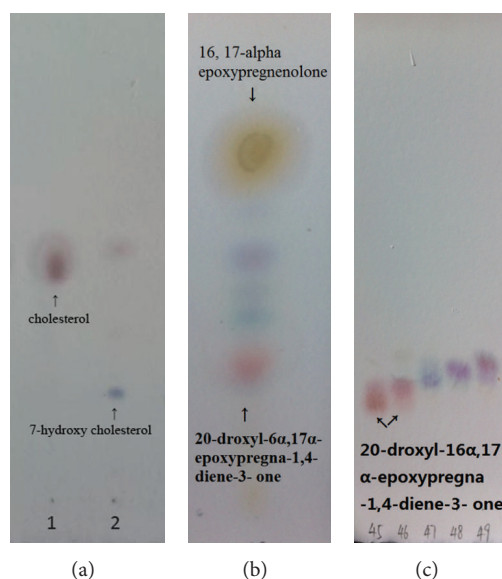 cholesterol
7-hydroxy cholesterol
1 2
(a)
16, 17-alpha
epoxypregnenolone
20-droxyl-6α,17α-
epoxypregna-1,4-
diene-3- one
(b)
20-droxyl-16α,17
α-epoxypregna
-1,4-diene-3- one
45 46 47 48 49
(c)